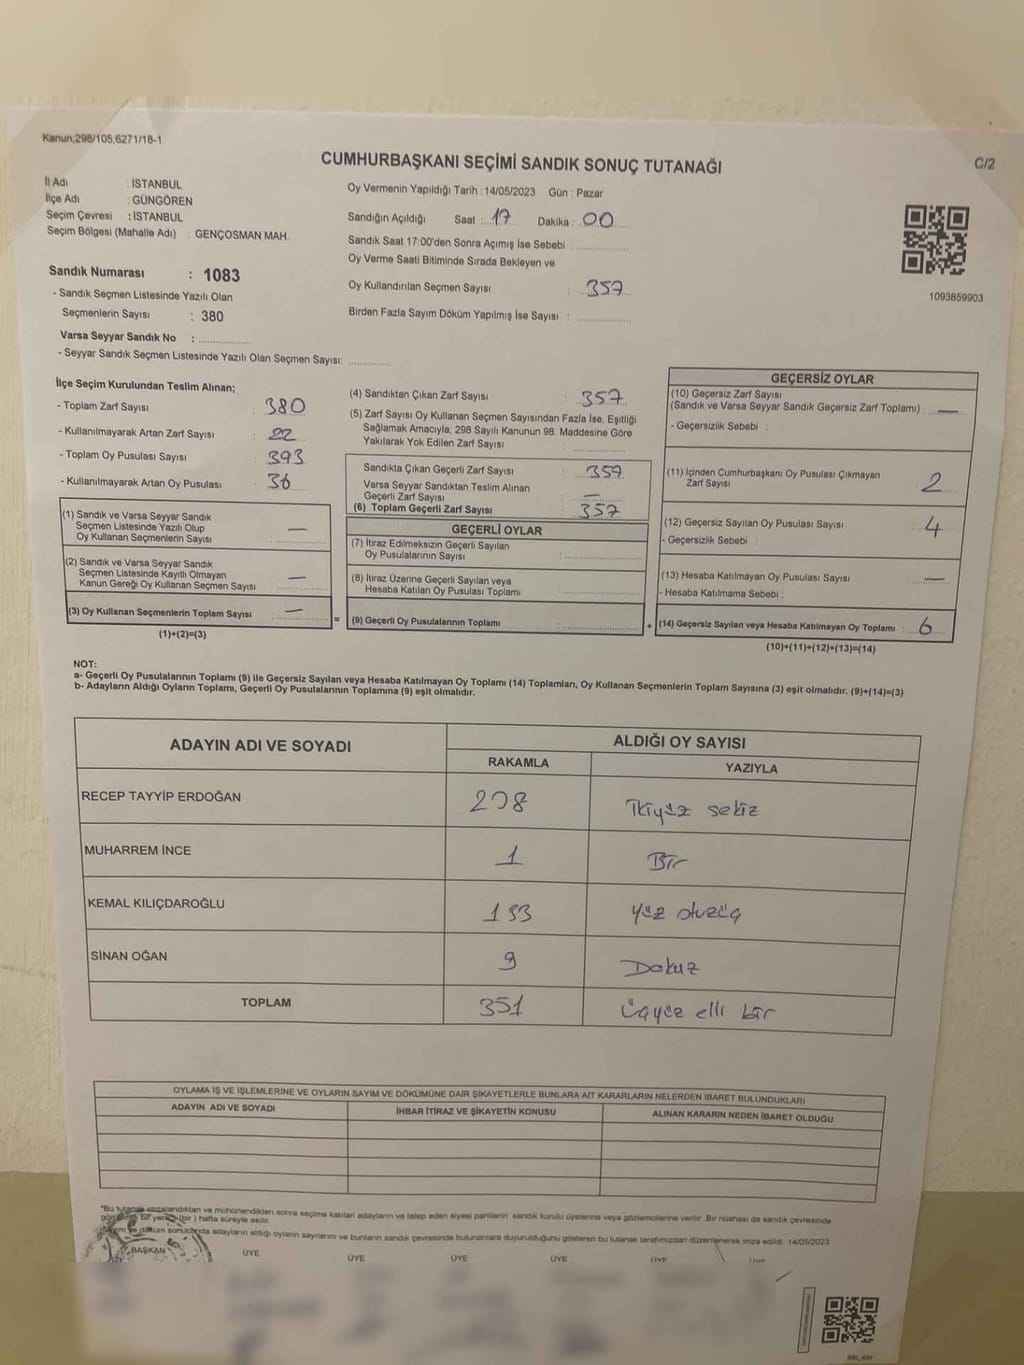 Kanun;298/105,6271/18-1
CUMHURBAŞKANI SEÇİMİ SANDIK SONUÇ TUTANAĞI
C/2
İl Adı : İSTANBUL
İlçe Adı : GÜNGÖREN
Seçim Çevresi : İSTANBUL
Seçim Bölgesi (Mahalle Adı) : GENÇOSMAN MAH.
Oy Vermenin Yapıldığı Tarih : 14/05/2023 Gün : Pazar
Sandığın Açıldığı Saat : 17 Dakika : 00
Sandık Saat 17:00'den Sonra Açımış İse Sebebi :
Oy Verme Saati Bitiminde Sırada Bekleyen ve
Oy Kullandırılan Seçmen Sayısı : 357
Birden Fazla Sayım Döküm Yapılmış İse Sayısı :
1093859903
Sandık Numarası : 1083
- Sandık Seçmen Listesinde Yazılı Olan
Seçmenlerin Sayısı : 380
Varsa Seyyar Sandık No :
- Seyyar Sandık Seçmen Listesinde Yazılı Olan Seçmen Sayısı:
İlçe Seçim Kurulundan Teslim Alınan;
- Toplam Zarf Sayısı : 380
- Kullanılmayarak Artan Zarf Sayısı : 22
- Toplam Oy Pusulası Sayısı : 393
- Kullanılmayarak Artan Oy Pusulası : 36
(1) Sandık ve Varsa Seyyar Sandık
Seçmen Listesinde Yazılı Olup
Oy Kullanan Seçmenlerin Sayısı : —
(2) Sandık ve Varsa Seyyar Sandık
Seçmen Listesinde Kayıtlı Olmayan
Kanun Gereği Oy Kullanan Seçmen Sayısı : —
(3) Oy Kullanan Seçmenlerin Toplam Sayısı : —
(1)+(2)=(3)
(4) Sandıktan Çıkan Zarf Sayısı : 357
(5) Zarf Sayısı Oy Kullanan Seçmen Sayısından Fazla İse, Eşitliği
Sağlamak Amacıyla; 298 Sayılı Kanunun 98. Maddesine Göre
Yakılarak Yok Edilen Zarf Sayısı :
Sandıkta Çıkan Geçerli Zarf Sayısı : 357
Varsa Seyyar Sandıktan Teslim Alınan
Geçerli Zarf Sayısı : —
(6) Toplam Geçerli Zarf Sayısı : 357
GEÇERLİ OYLAR
(7) İtiraz Edilmeksizin Geçerli Sayılan
Oy Pusulalarının Sayısı :
(8) İtiraz Üzerine Geçerli Sayılan veya
Hesaba Katılan Oy Pusulası Toplamı :
= (9) Geçerli Oy Pusulalarının Toplamı :
GEÇERSİZ OYLAR
(10) Geçersiz Zarf Sayısı
(Sandık ve Varsa Seyyar Sandık Geçersiz Zarf Toplamı) : —
- Geçersizlik Sebebi :
(11) İçinden Cumhurbaşkanı Oy Pusulası Çıkmayan
Zarf Sayısı : 2
(12) Geçersiz Sayılan Oy Pusulası Sayısı : 4
- Geçersizlik Sebebi :
(13) Hesaba Katılmayan Oy Pusulası Sayısı : —
- Hesaba Katılmama Sebebi :
+ (14) Geçersiz Sayılan veya Hesaba Katılmayan Oy Toplamı : 6
(10)+(11)+(12)+(13)=(14)
NOT:
a- Geçerli Oy Pusulalarının Toplamı (9) ile Geçersiz Sayılan veya Hesaba Katılmayan Oy Toplamı (14) Toplamları, Oy Kullanan Seçmenlerin Toplam Sayısına (3) eşit olmalıdır. (9)+(14)=(3)
b- Adayların Aldığı Oyların Toplamı, Geçerli Oy Pusulalarının Toplamına (9) eşit olmalıdır.
ADAYIN ADI VE SOYADI ALDIĞI OY SAYISI
RAKAMLA YAZIYLA
RECEP TAYYİP ERDOĞAN 208 ikiyüz sekiz
MUHARREM İNCE 1 Bir
KEMAL KILIÇDAROĞLU 133 yüz otuzüç
SİNAN OĞAN 9 Dokuz
TOPLAM 351 üçyüz elli bir
OYLAMA İŞ VE İŞLEMLERİNE VE OYLARIN SAYIM VE DÖKÜMÜNE DAİR ŞİKAYETLERLE BUNLARA AİT KARARLARIN NELERDEN İBARET BULUNDUKLARI
ADAYIN ADI VE SOYADI İHBAR İTİRAZ VE ŞİKAYETİN KONUSU ALINAN KARARIN NEDEN İBARET OLDUĞU
*Bu tutanak imzalandıktan ve mühürlendikten sonra seçime katılan adayların ve talep eden siyasi partilerin sandık kurulu üyelerine veya gözlemcilerine verilir. Bir nüshası da sandık çevresinde
bir yere (bir) hafta süreyle asılır.
döküm sonucunda adayların aldığı oyların sayılarını ve bunların sandık çevresinde bulunanlara duyurulduğunu gösteren bu tutanak tarafımızdan düzenlenerek imza edildi. 14/05/2023
BAŞKAN ÜYE ÜYE ÜYE ÜYE ÜYE ÜYE